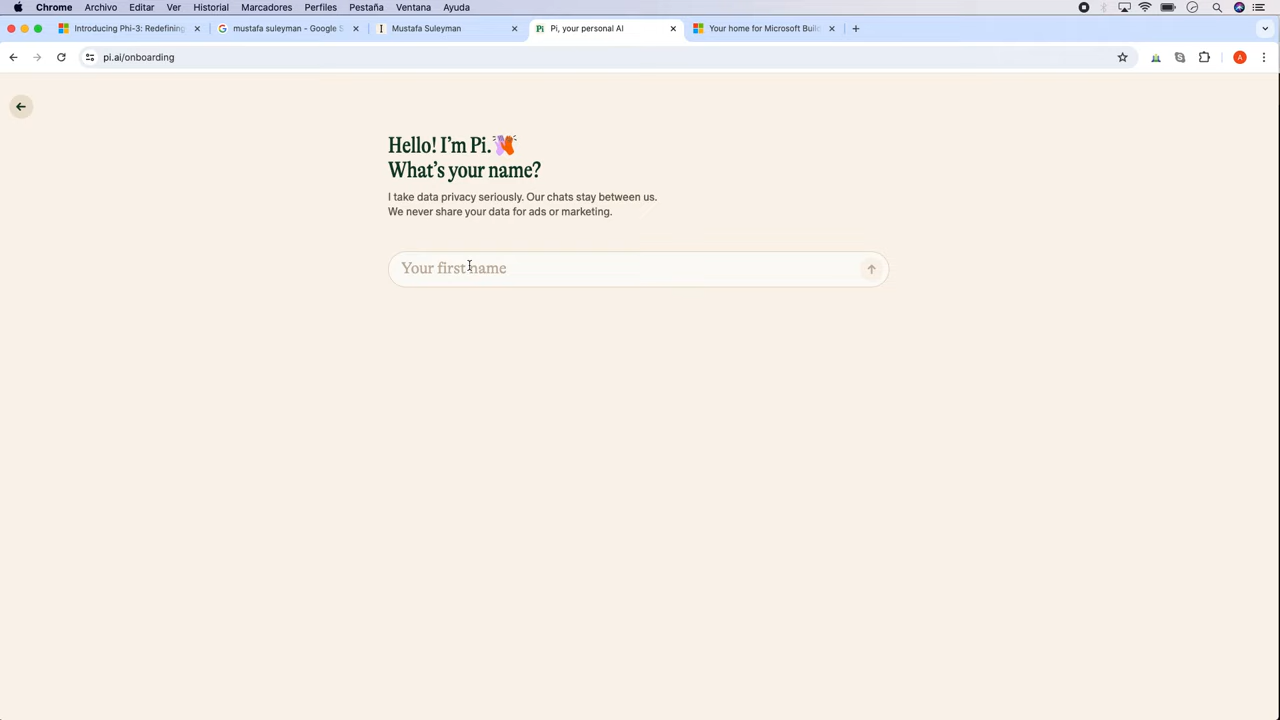 Chrome Archivo Editar Ver Historial Marcadores Perfiles Pestaña Ventana Ayuda
Introducing Phi-3: Redefining
G mustafa suleyman - Google S
I Mustafa Suleyman
Pi Pi, your personal AI
Your home for Microsoft Buil
pi.ai/onboarding
A
Hello! I'm Pi.
What's your name?
I take data privacy seriously. Our chats stay between us.
We never share your data for ads or marketing.
Your first name